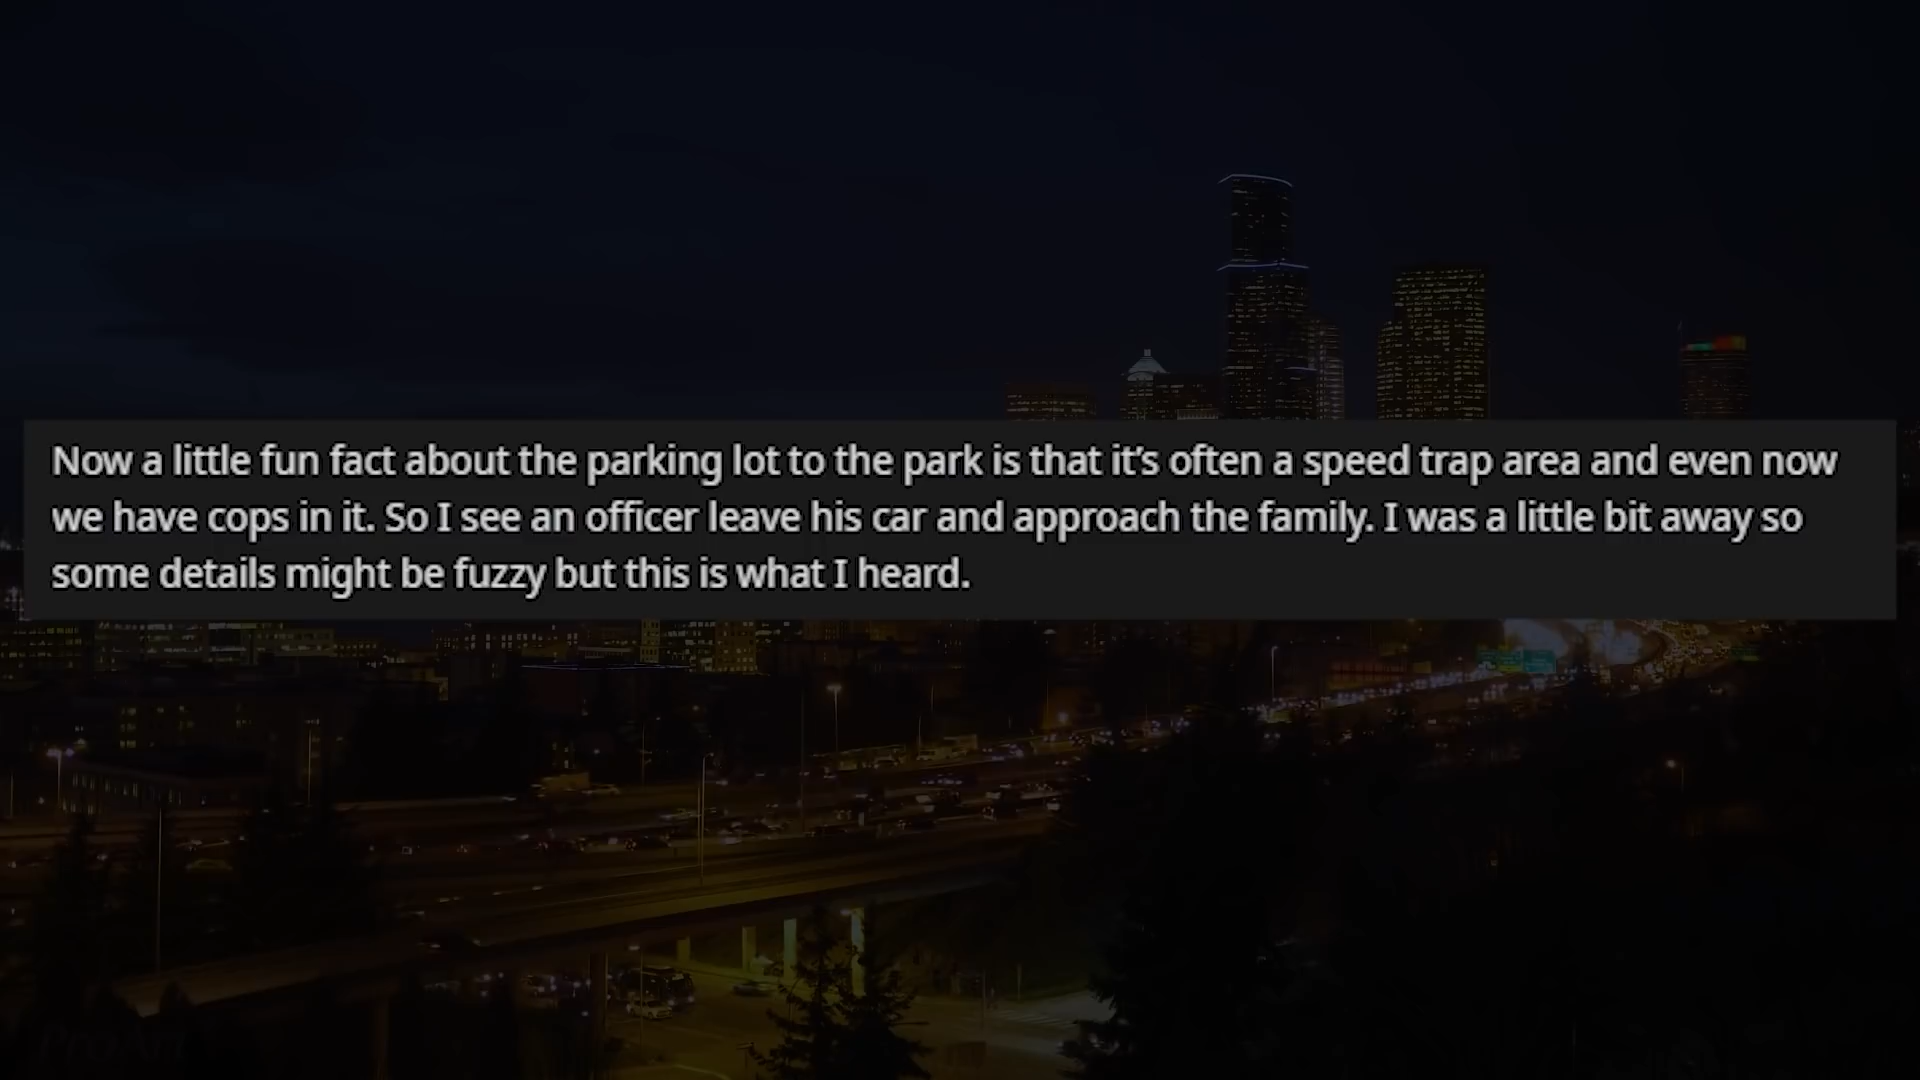 Now a little fun fact about the parking lot to the park is that it’s often a speed trap area and even now
we have cops in it. So I see an officer leave his car and approach the family. I was a little bit away so
some details might be fuzzy but this is what I heard.